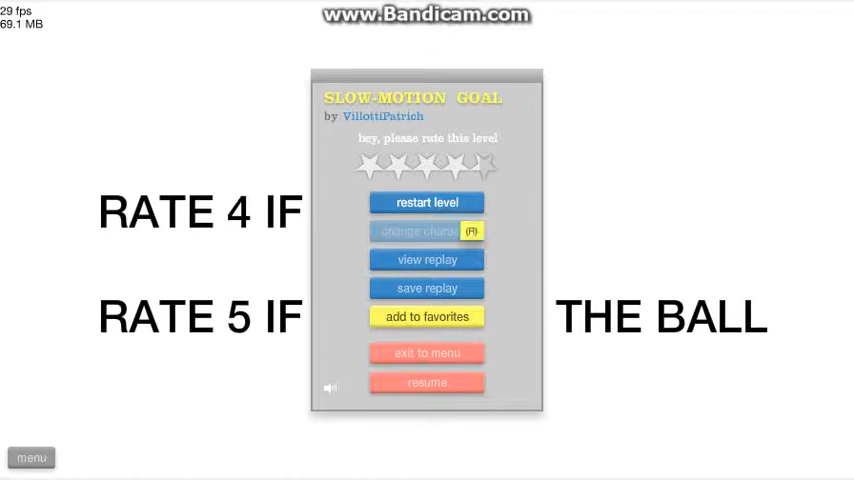 29 fps
69.1 MB
www.Bandicam.com
SLOW-MOTION GOAL
by VillottiPatrich
hey, please rate this level
RATE 4 IF
restart level
change charac
(R)
view replay
save replay
RATE 5 IF
add to favorites
THE BALL
exit to menu
resume
menu